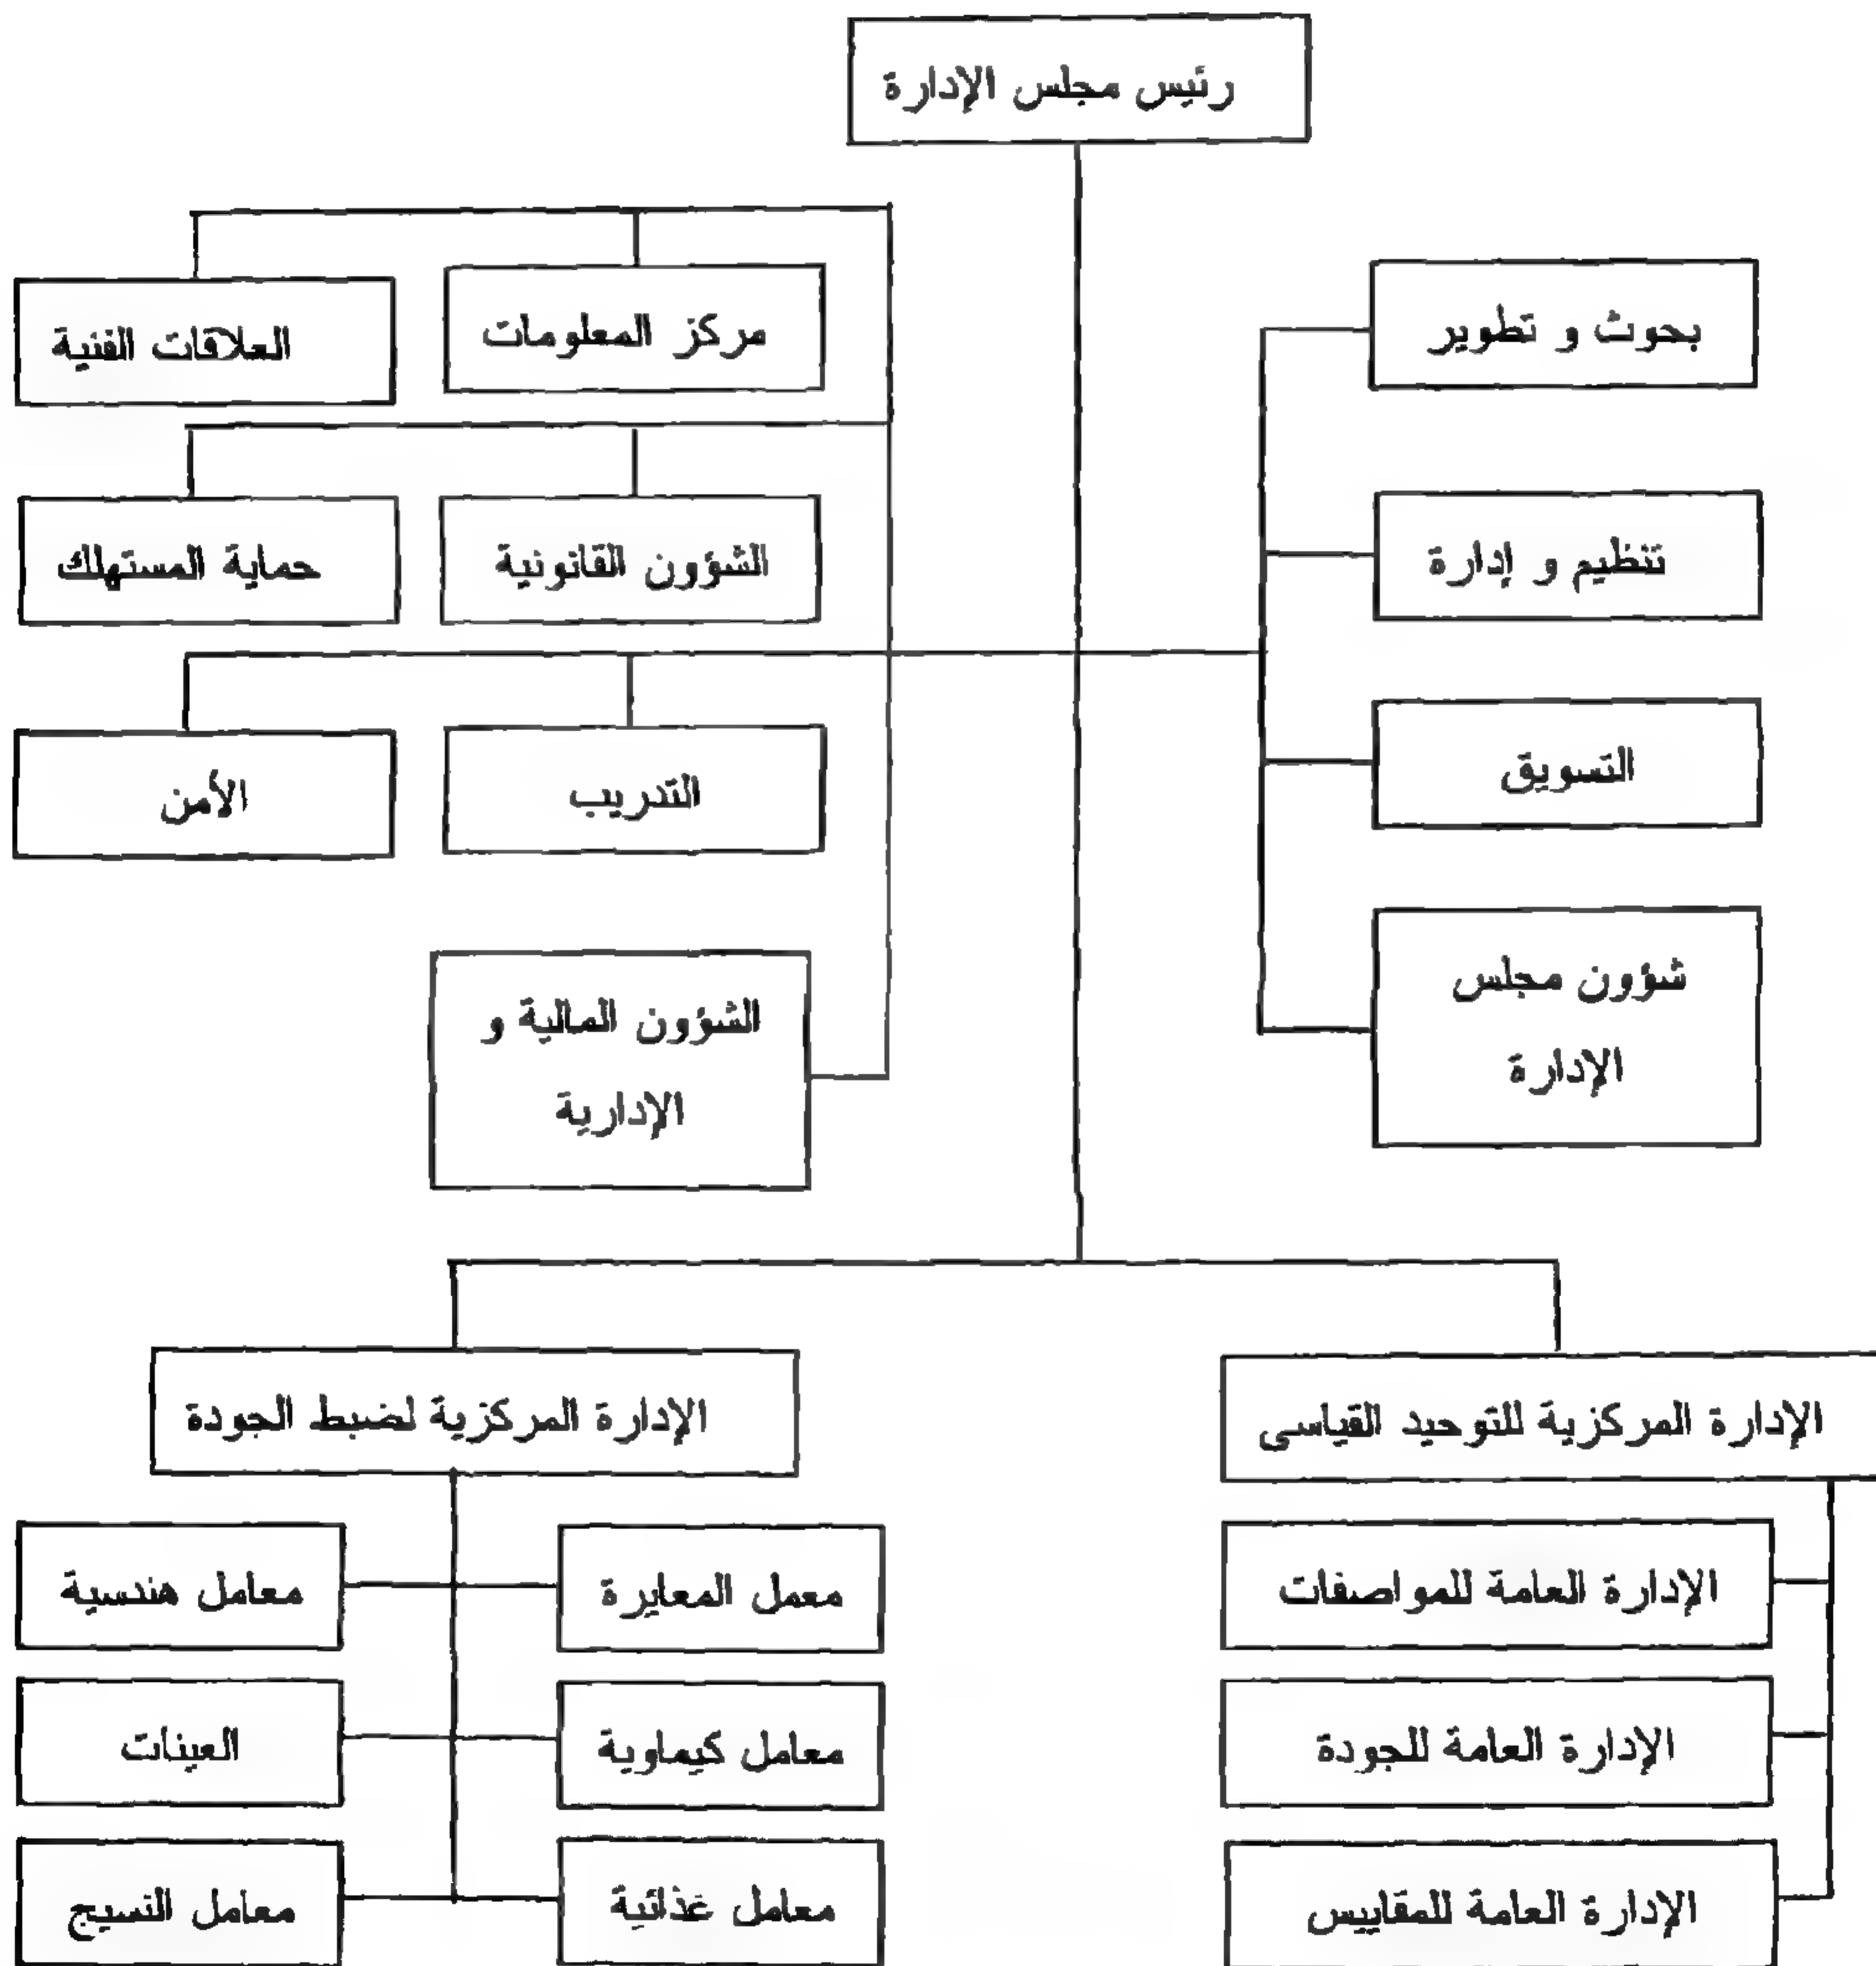 رئيس مجلس الإدارة
بحوث و تطوير
مركز المعلومات
العلاقات الفنية
تنظيم و إدارة
الشؤون القانونية
حماية المستهلك
التسويق
التدريب
الأمن
شؤون مجلس
الإدارة
الشؤون المالية و
الإدارية
الإدارة المركزية للتوحيد القياسى
الإدارة المركزية لضبط الجودة
الإدارة العامة للمواصفات
معمل المعايرة
معامل هندسية
الإدارة العامة للجودة
معامل كيماوية
العينات
الإدارة العامة للمقاييس
معامل غذائية
معامل النسيج